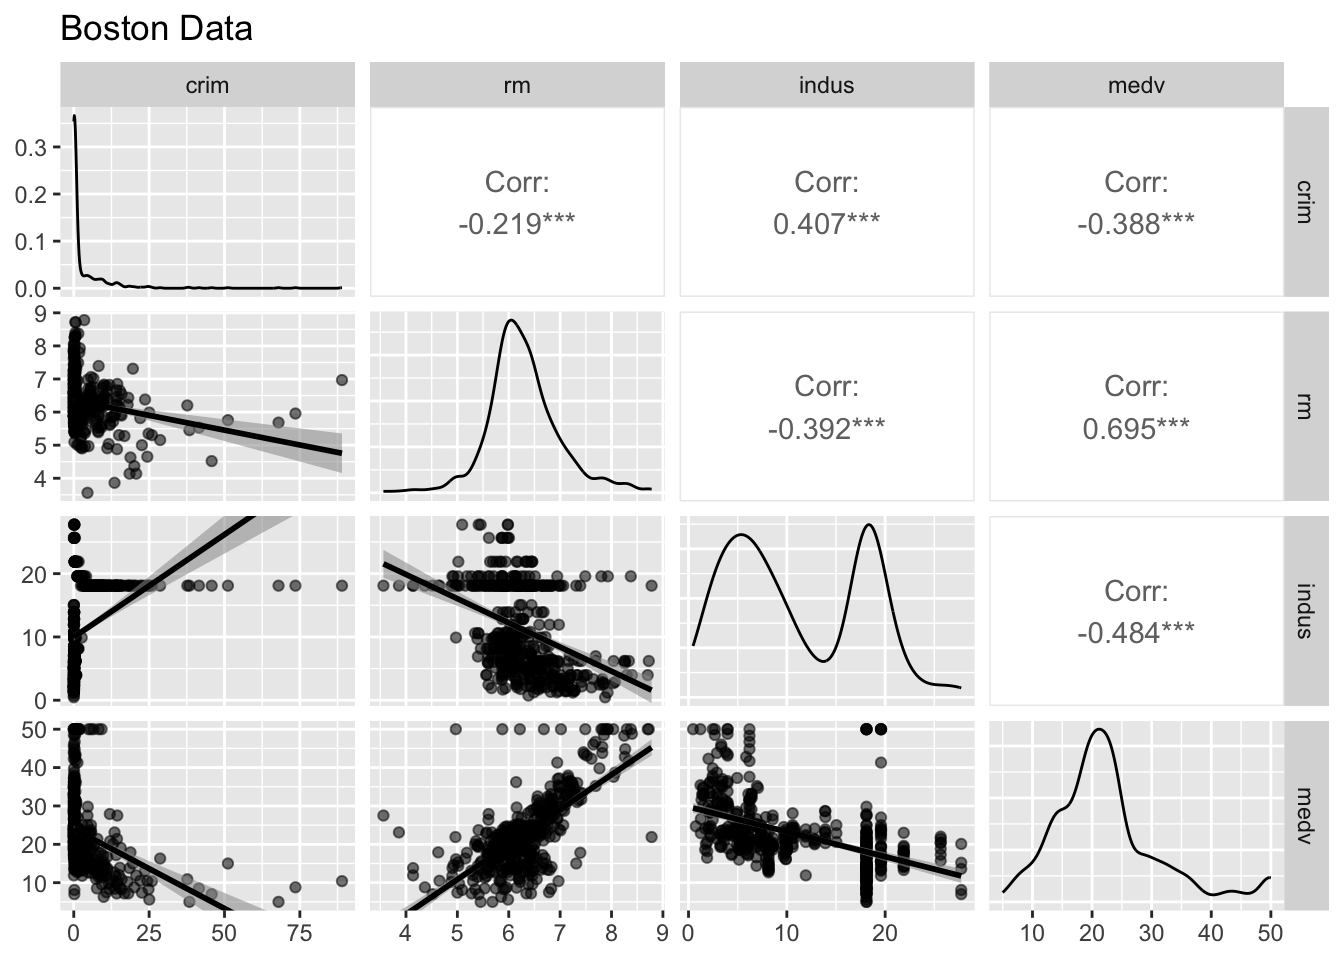 Boston Data
crim rm indus medv
0.3
0.2
0.1
0.0
Corr:
-0.219***
Corr:
0.407***
Corr:
-0.388***
crim
9
8
7
6
5
4
Corr:
-0.392***
Corr:
0.695***
rm
20
10
0
Corr:
-0.484***
indus
50
40
30
20
10
medv
0 25 50 75 4 5 6 7 8 9 0 10 20 10 20 30 40 50